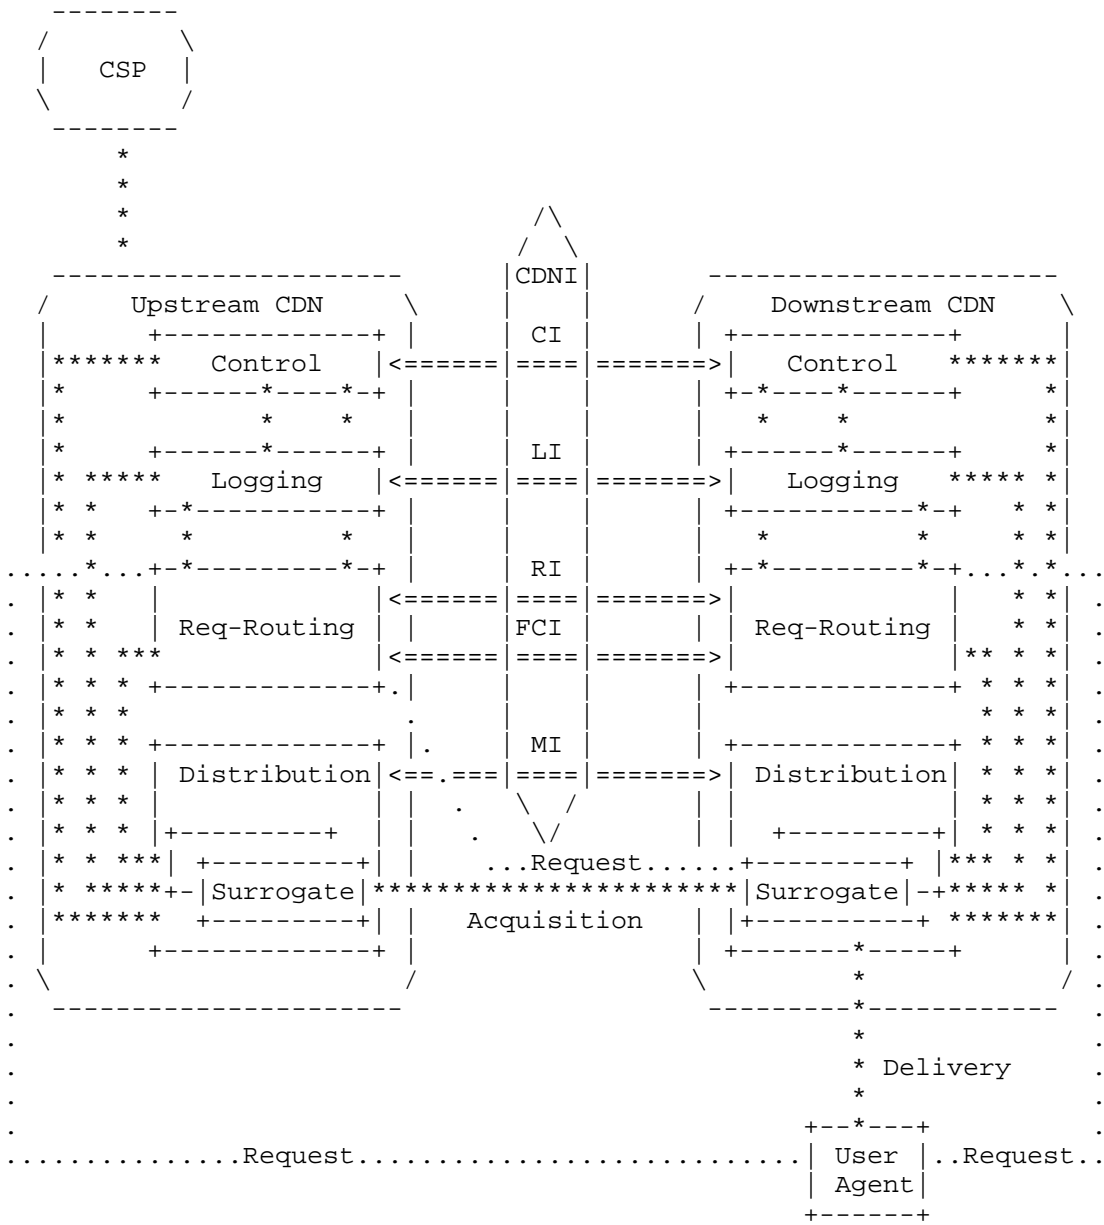 CSP
CDNI
Upstream CDN Downstream CDN
CI
Control Control
LI
Logging Logging
RI
Req-Routing FCI Req-Routing
MI
Distribution Distribution
Request
Surrogate Surrogate
Acquisition
Delivery
Request User Request
Agent